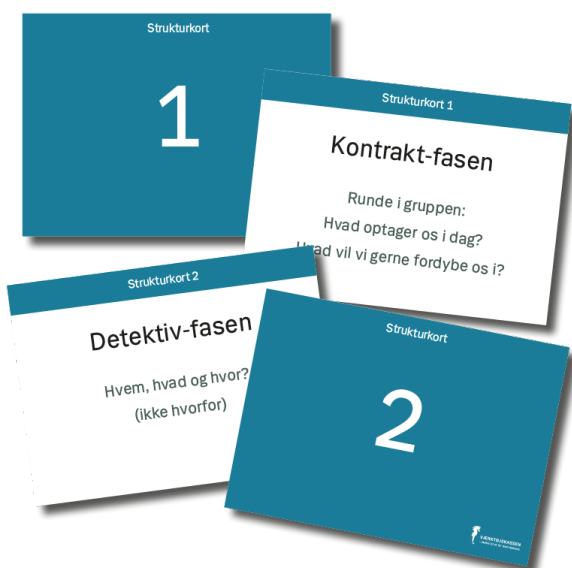 Strukturkort
1
Strukturkort 1
Kontrakt-fasen
Runde i gruppen:
Hvad optager os i dag?
Hvad vil vi gerne fordybe os i?
Strukturkort 2
Detektiv-fasen
Hvem, hvad og hvor?
(ikke hvorfor)
Strukturkort
2
VÆRKTØJSKASSEN